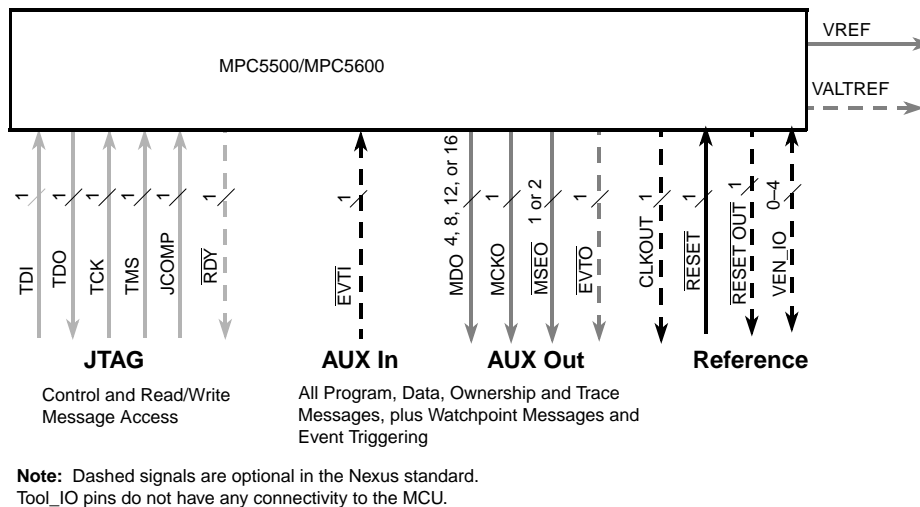 VREF
MPC5500/MPC5600
VALTREF
1
1
1
1
1
1
1
4, 8, 12, or 16
1
1 or 2
1
1
1
1
0–4
TDI
TDO
TCK
TMS
JCOMP
RDY
EVTI
MDO
MCKO
MSEO
EVTO
CLKOUT
RESET
RESET OUT
VEN_IO
JTAG
AUX In
AUX Out
Reference
Control and Read/Write
Message Access
All Program, Data, Ownership and Trace
Messages, plus Watchpoint Messages and
Event Triggering
Note: Dashed signals are optional in the Nexus standard.
Tool_IO pins do not have any connectivity to the MCU.